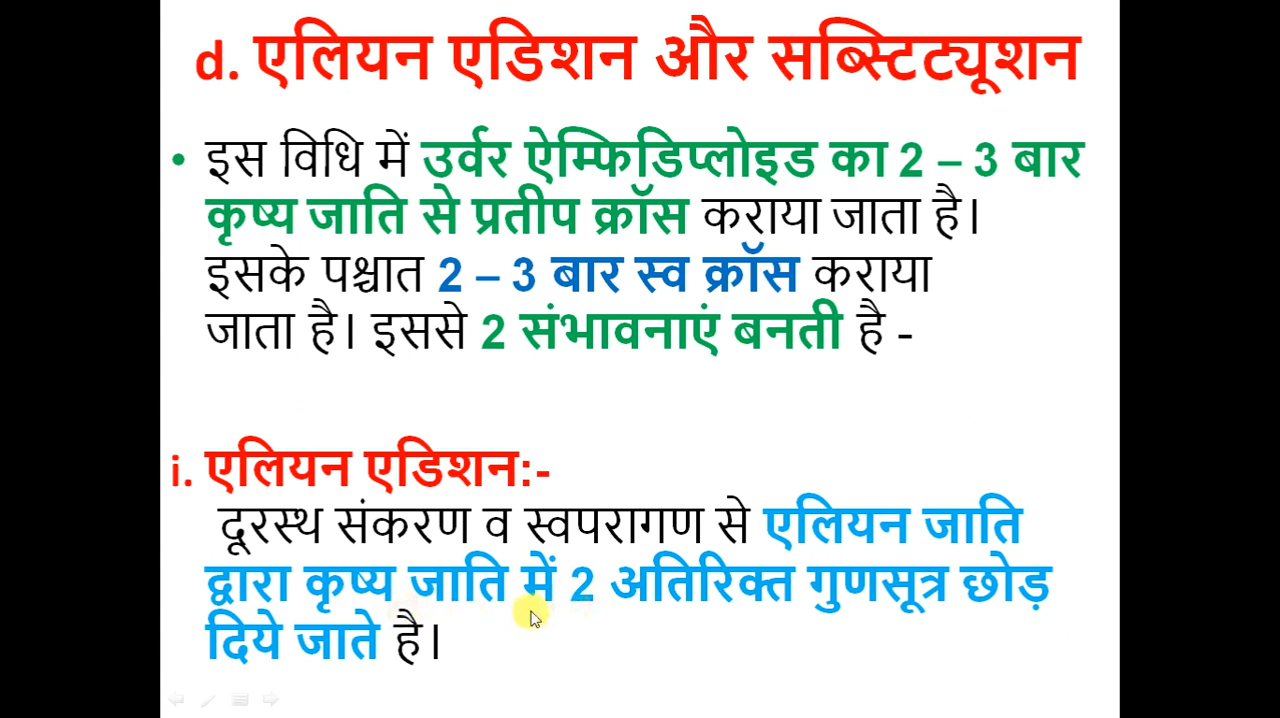 d. एलियन एडिशन और सब्स्टिट्यूशन
• इस विधि में उर्वर ऐम्फिडिप्लोइड का 2 – 3 बार
कृष्य जाति से प्रतीप क्रॉस कराया जाता है।
इसके पश्चात 2 – 3 बार स्व क्रॉस कराया
जाता है। इससे 2 संभावनाएं बनती है -
i. एलियन एडिशन:-
दूरस्थ संकरण व स्वपरागण से एलियन जाति
द्वारा कृष्य जाति में 2 अतिरिक्त गुणसूत्र छोड़
दिये जाते है।